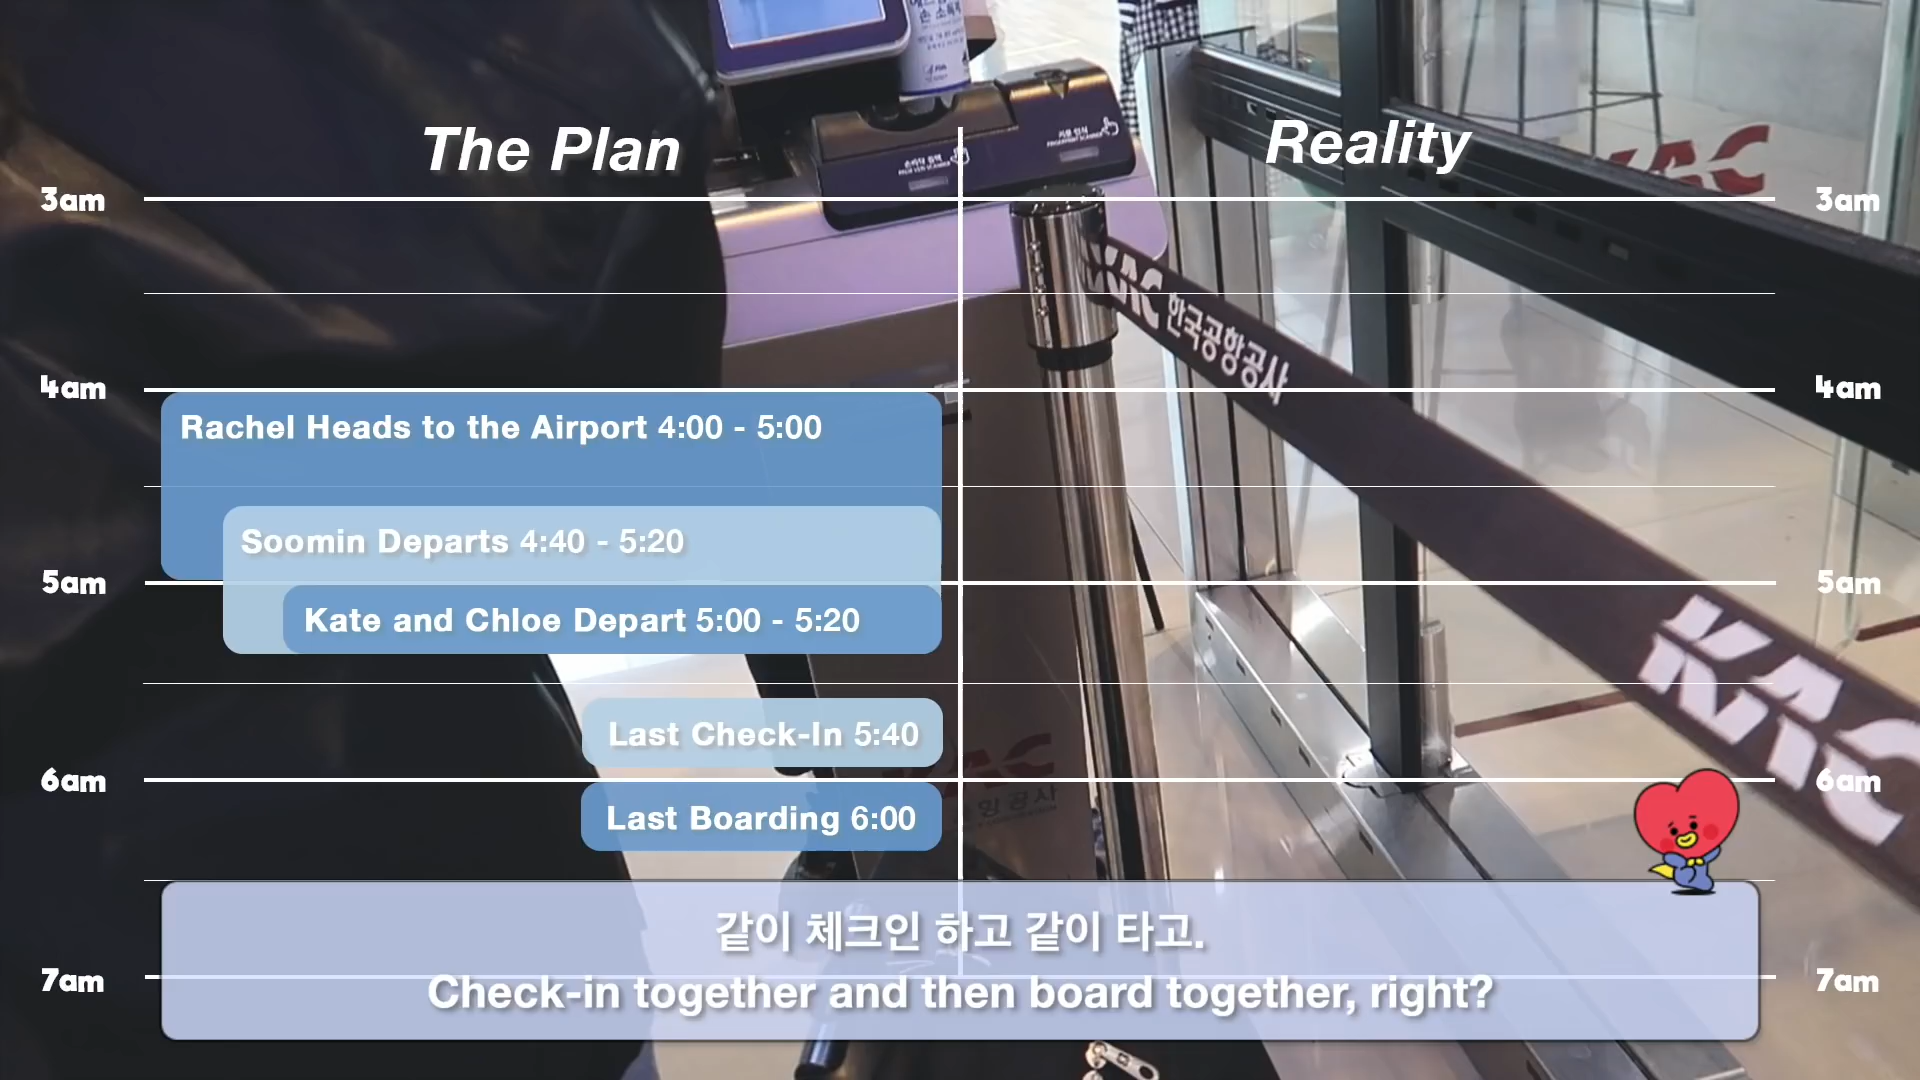 The Plan
Reality
3am
3am
KAC
KAC 한국공항공사
4am
4am
Rachel Heads to the Airport 4:00 - 5:00
Soomin Departs 4:40 - 5:20
5am
5am
Kate and Chloe Depart 5:00 - 5:20
KAC
Last Check-In 5:40
6am
6am
Last Boarding 6:00
같이 체크인 하고 같이 타고.
7am
7am
Check-in together and then board together, right?